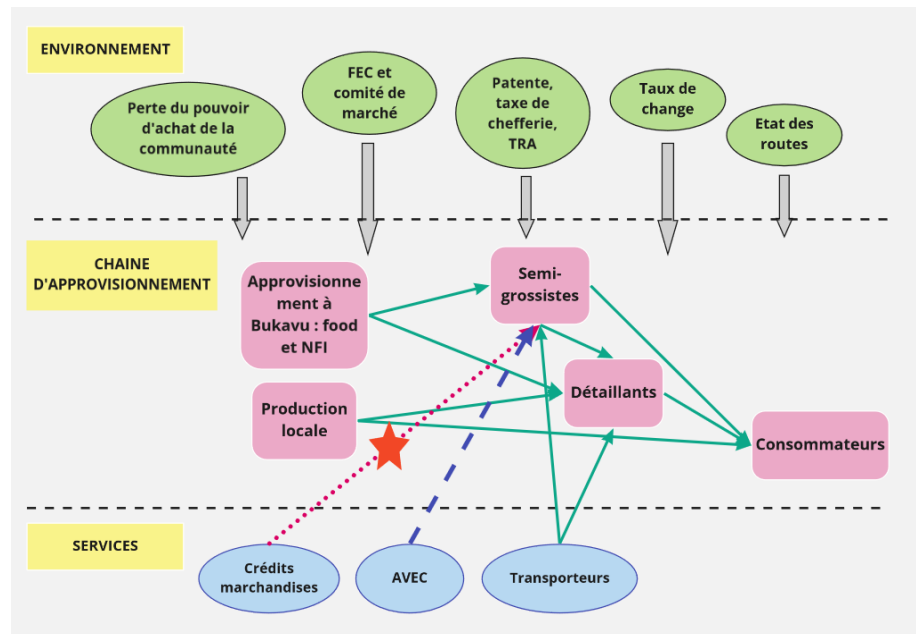 ENVIRONNEMENT
Perte du pouvoir
d'achat de la
communauté
FEC et
comité de
marché
Patente,
taxe de
chefferie,
TRA
Taux de
change
Etat des
routes
CHAINE
D'APPROVISIONNEMENT
Approvisionne
ment à
Bukavu : food
et NFI
Semi-
grossistes
Détaillants
Production
locale
Consommateurs
SERVICES
Crédits
marchandises
AVEC
Transporteurs